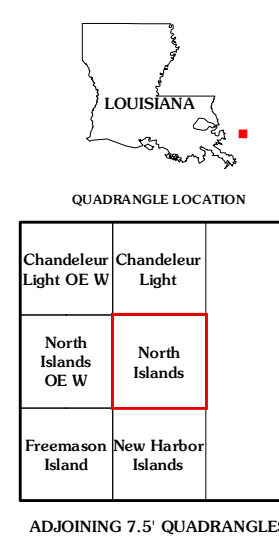 LOUISIANA
QUADRANGLE LOCATION
Chandeleur
Light OE W
Chandeleur
Light
North
Islands
OE W
North
Islands
Freemason
Island
New Harbor
Islands
ADJOINING 7.5' QUADRANGLES